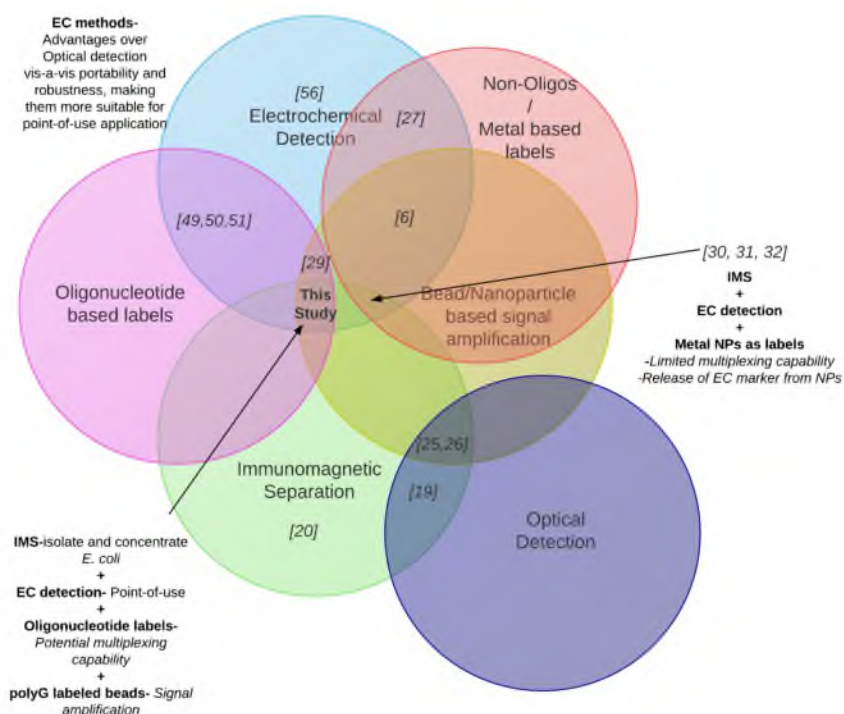 EC methods-
Advantages over
Optical detection
vis-a-vis portability and
robustness, making
them more suitable for
point-of-use application
[56]
Electrochemical
Detection
[27]
Non-Oligos
/
Metal based
labels
[49,50,51]
[6]
[29]
This
Study
Oligonucleotide
based labels
Bead/Nanoparticle
based signal
amplification
[30, 31, 32]
IMS
+
EC detection
+
Metal NPs as labels
-Limited multiplexing capability
-Release of EC marker from NPs
[25,26]
[19]
Immunomagnetic
Separation
[20]
Optical
Detection
IMS-isolate and concentrate
E. coli
+
EC detection- Point-of-use
+
Oligonucleotide labels-
Potential multiplexing
capability
+
polyG labeled beads- Signal
amplification